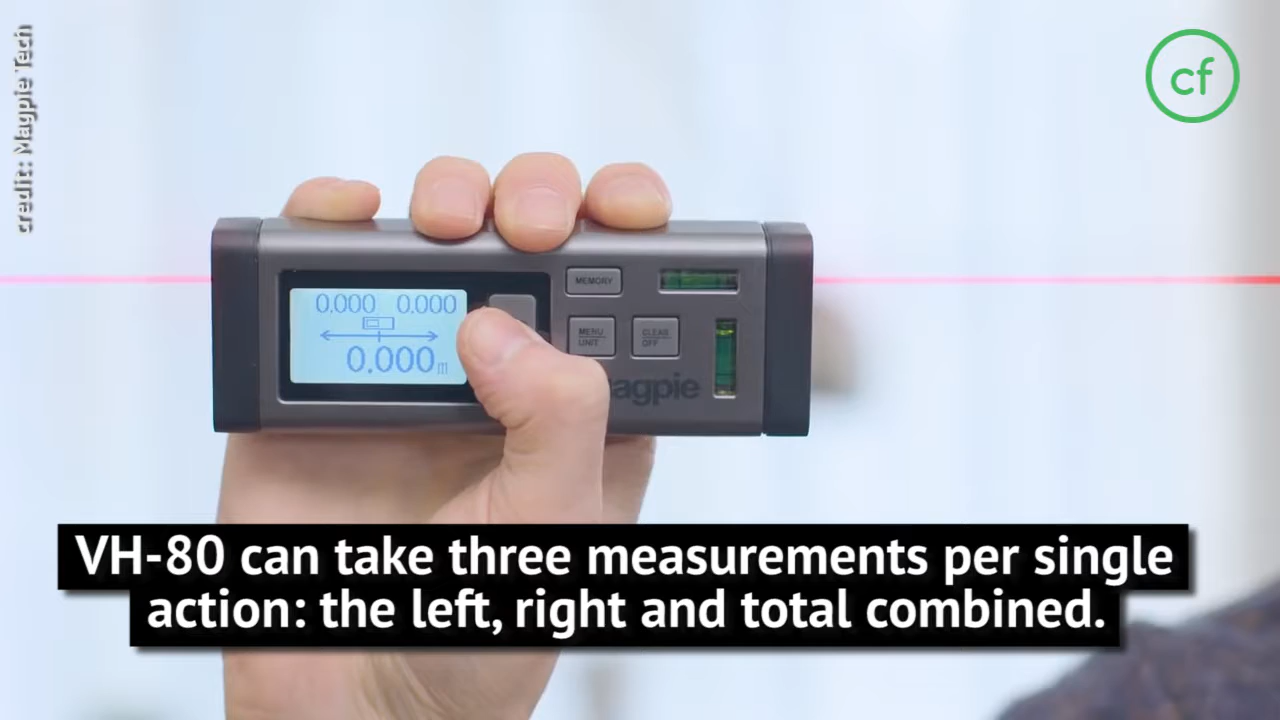 credit: Magpie Tech
cf
0.000 0.000
0.000m
MEMORY
MENU
UNIT
CLEAR
OFF
agpie
VH-80 can take three measurements per single
action: the left, right and total combined.